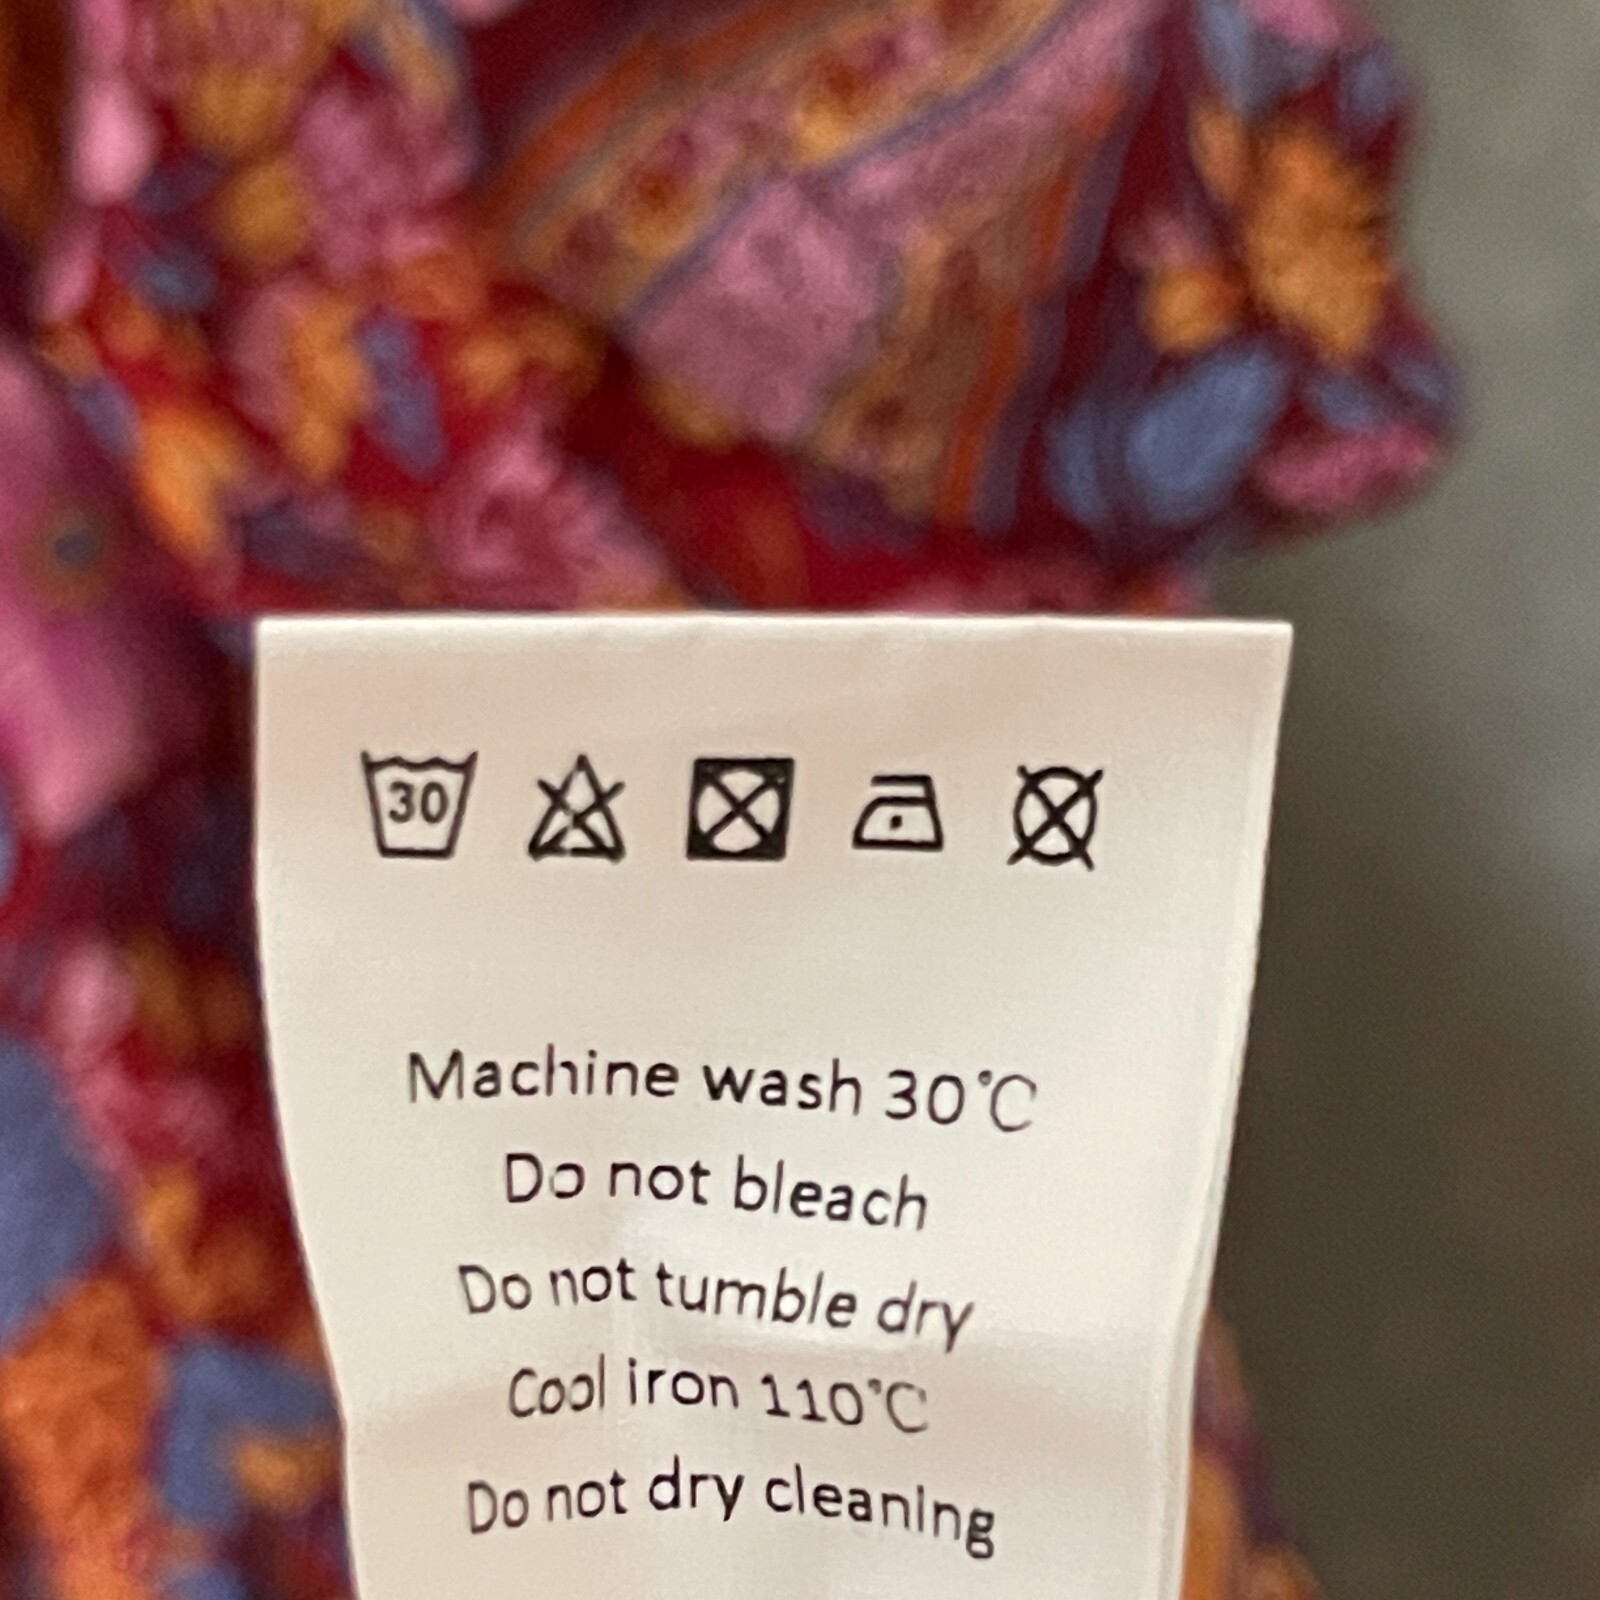 30
Machine wash 30°C
Do not bleach
Do not tumble dry
Cool iron 110°C
Do not dry cleaning